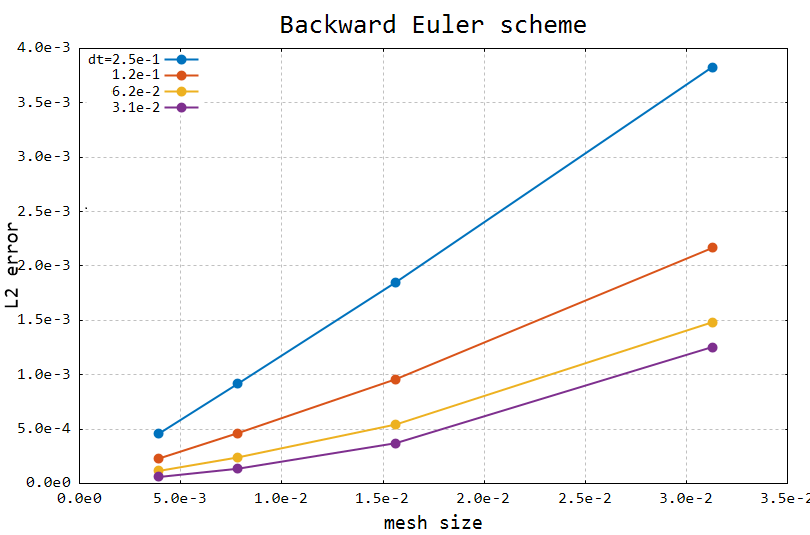 Backward Euler scheme
4.0e-3
dt=2.5e-1
1.2e-1
6.2e-2
3.1e-2
3.5e-3
3.0e-3
2.5e-3
2.0e-3
1.5e-3
1.0e-3
5.0e-4
0.0e0
L2 error
0.0e0 5.0e-3 1.0e-2 1.5e-2 2.0e-2 2.5e-2 3.0e-2 3.5e-2
mesh size